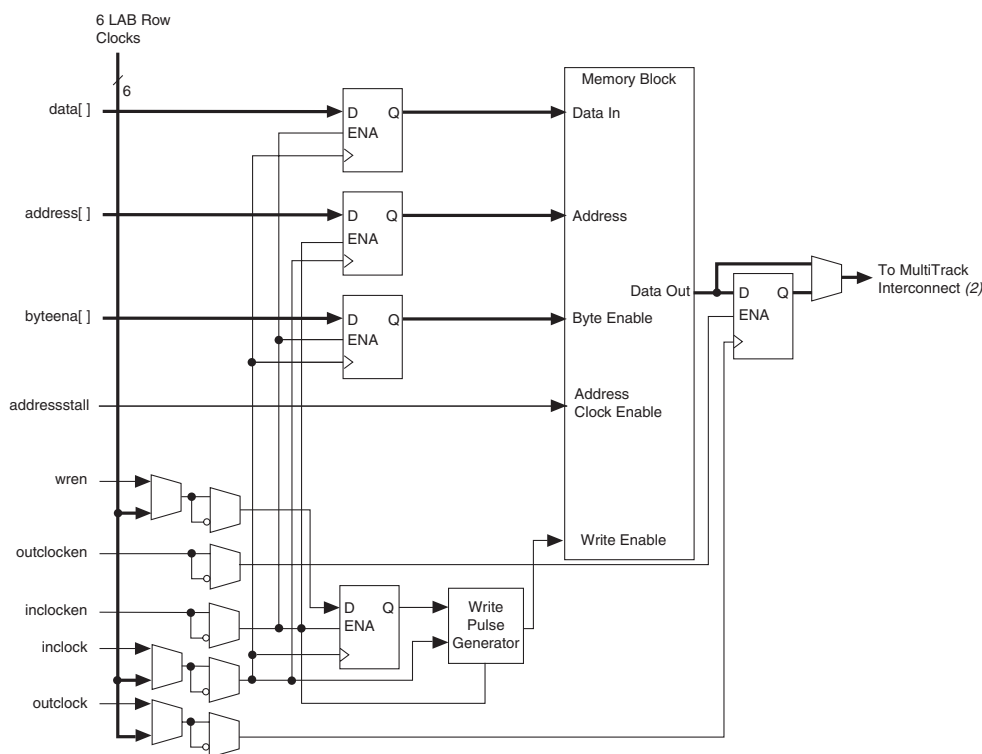 6 LAB Row
Clocks
6
data[ ]
D Q
ENA
Memory Block
Data In
address[ ]
D Q
ENA
Address
byteena[ ]
D Q
ENA
Byte Enable
Data Out
D Q
ENA
To MultiTrack
Interconnect (2)
addressstall
Address
Clock Enable
wren
Write Enable
outclocken
inclocken
D Q
ENA
Write
Pulse
Generator
inclock
outclock